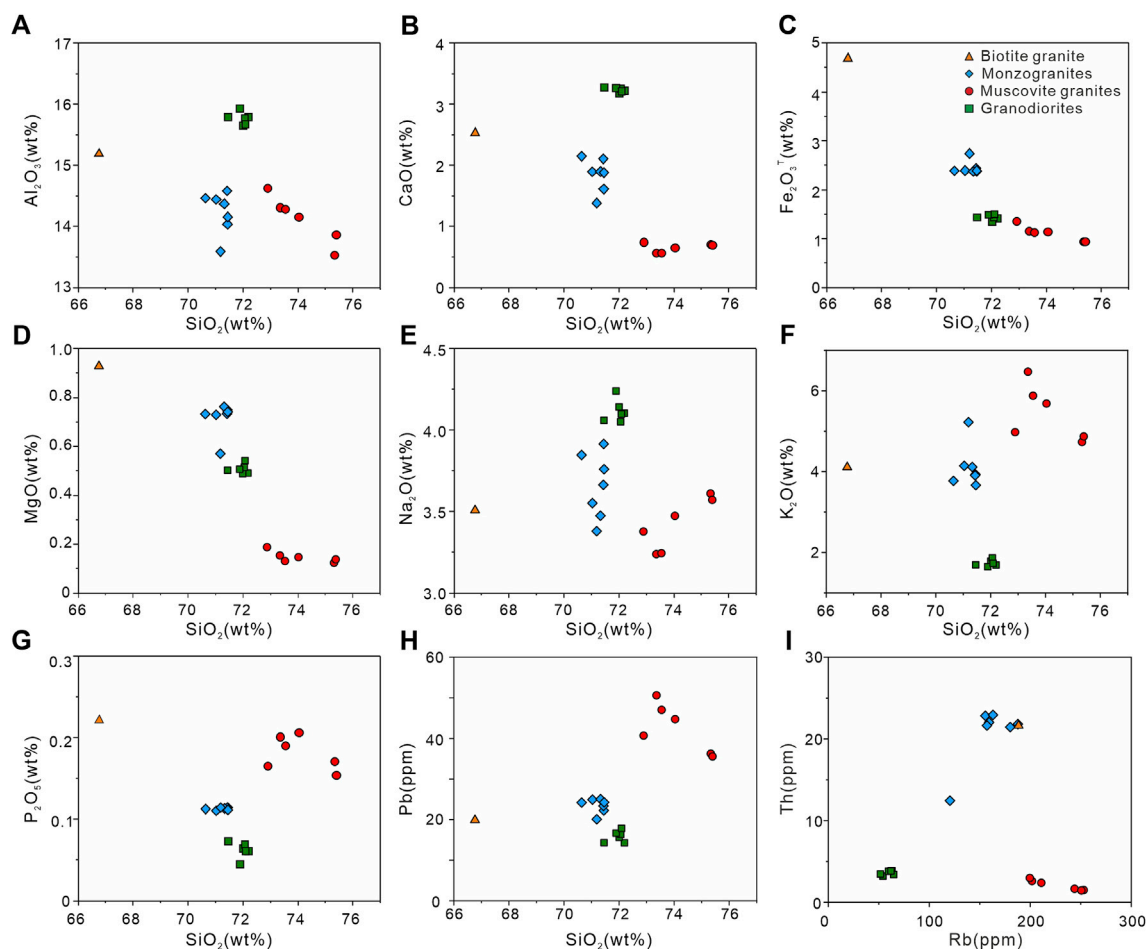 A
B
C
17
16
15
14
13
Al₂O₃(wt%)
66 68 70 72 74 76
SiO₂(wt%)
5
4
3
2
1
0
CaO(wt%)
66 68 70 72 74 76
SiO₂(wt%)
5
4
3
2
1
0
Fe₂O₃ᵀ(wt%)
Biotite granite
Monzogranites
Muscovite granites
Granodiorites
66 68 70 72 74 76
SiO₂(wt%)
D
E
F
1.0
0.8
0.6
0.4
0.2
0
MgO(wt%)
66 68 70 72 74 76
SiO₂(wt%)
4.5
4.0
3.5
3.0
Na₂O(wt%)
66 68 70 72 74 76
SiO₂(wt%)
6
4
2
K₂O(wt%)
66 68 70 72 74 76
SiO₂(wt%)
G
H
I
0.3
0.2
0.1
0
P₂O₅(wt%)
66 68 70 72 74 76
SiO₂(wt%)
60
40
20
0
Pb(ppm)
66 68 70 72 74 76
SiO₂(wt%)
30
20
10
0
Th(ppm)
0 100 200 300
Rb(ppm)